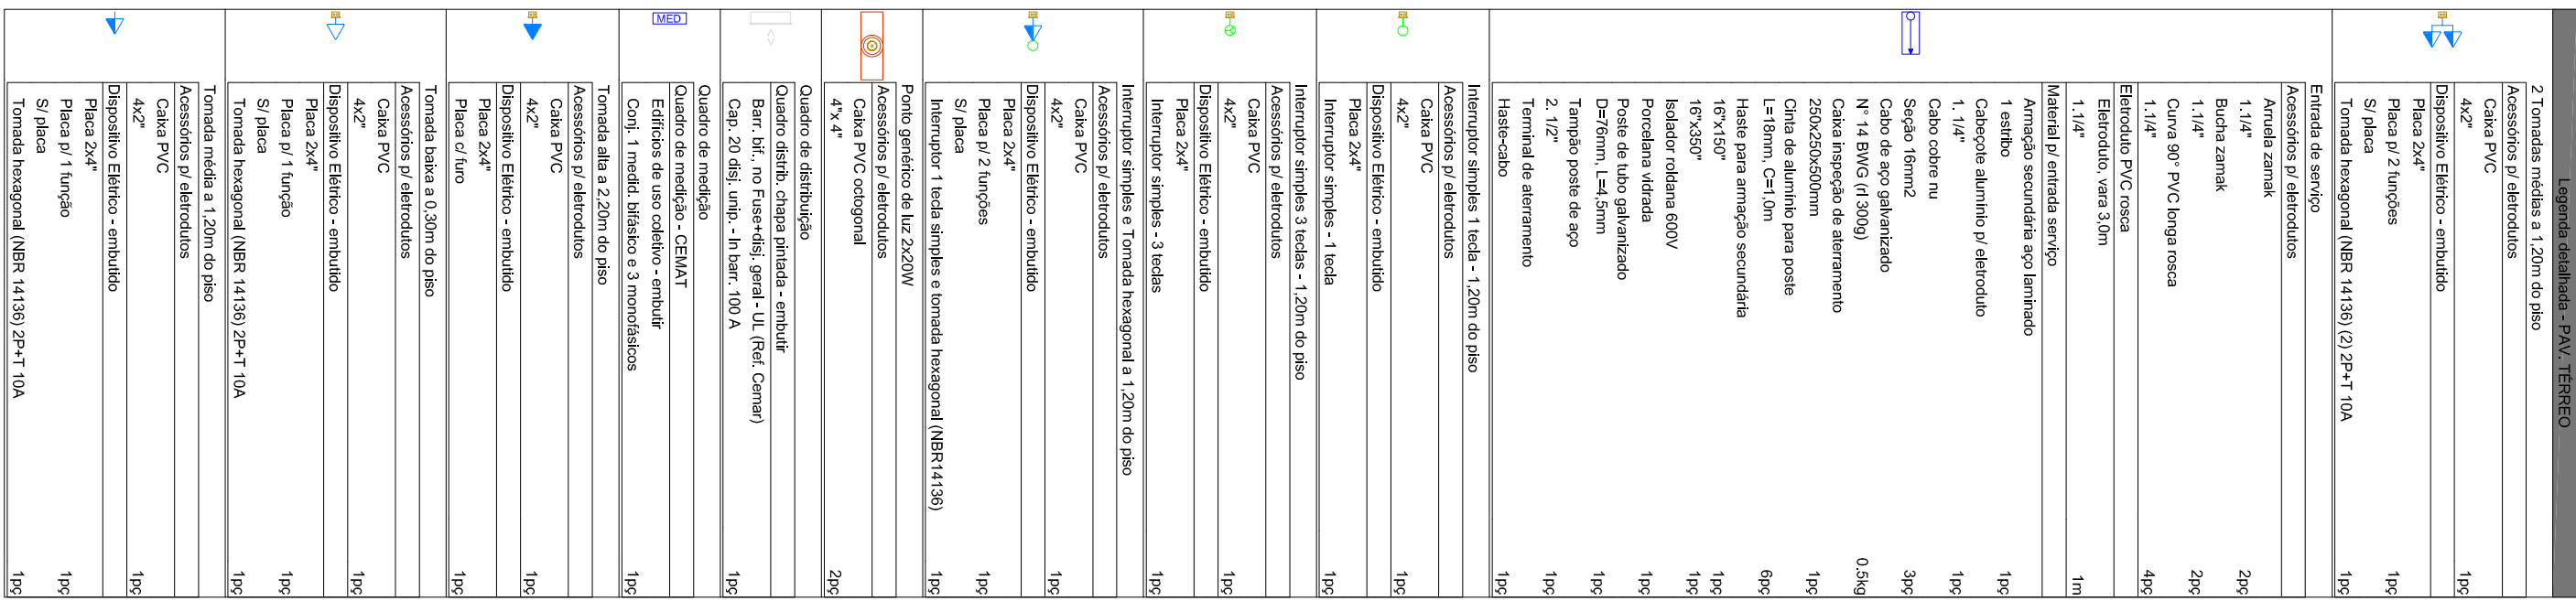 Legenda detalhada - PAV. TÉRREO
2 Tomadas médias a 1,20m do piso
Acessórios p/ eletrodutos
Caixa PVC
4x2" 1pç
Dispositivo Elétrico - embutido
Placa 2x4"
Placa p/ 2 funções 1pç
S/ placa
Tomada hexagonal (NBR 14136) (2) 2P+T 10A 1pç
Entrada de serviço
Acessórios p/ eletrodutos
Arruela zamak
1.1/4" 2pç
Bucha zamak
1.1/4" 2pç
Curva 90° PVC longa rosca
1.1/4" 4pç
Eletroduto PVC rosca
Eletroduto, vara 3,0m
1.1/4" 1m
Material p/ entrada serviço
Armação secundária aço laminado
1 estribo 1pç
Cabeçote alumínio p/ eletroduto
1. 1/4" 1pç
Cabo cobre nu
Seção 16mm2 3pç
Cabo de aço galvanizado
N° 14 BWG (rl 300g) 0.5kg
Caixa inspeção de aterramento
250x250x500mm 1pç
Cinta de alumínio para poste
L=18mm, C=1,0m 6pç
Haste para armação secundária
16"x150" 1pç
16"x350" 1pç
Isolador roldana 600V
Porcelana vidrada 1pç
Poste de tubo galvanizado
D=76mm, L=4,5mm 1pç
Tampão poste de aço
2. 1/2" 1pç
Terminal de aterramento
Haste-cabo 1pç
Interruptor simples 1 tecla - 1,20m do piso
Acessórios p/ eletrodutos
Caixa PVC
4x2" 1pç
Dispositivo Elétrico - embutido
Placa 2x4"
Interruptor simples - 1 tecla 1pç
Interruptor simples 3 teclas - 1,20m do piso
Acessórios p/ eletrodutos
Caixa PVC
4x2" 1pç
Dispositivo Elétrico - embutido
Placa 2x4"
Interruptor simples - 3 teclas 1pç
Interruptor simples e Tomada hexagonal a 1,20m do piso
Acessórios p/ eletrodutos
Caixa PVC
4x2" 1pç
Dispositivo Elétrico - embutido
Placa 2x4"
Placa p/ 2 funções 1pç
S/ placa
Interruptor 1 tecla simples e tomada hexagonal (NBR14136) 1pç
Ponto genérico de luz 2x20W
Acessórios p/ eletrodutos
Caixa PVC octogonal
4"x 4" 2pç
Quadro de distribuição
Quadro distrib. chapa pintada - embutir
Barr. bif., no Fuse+disj. geral - UL (Ref. Cemar)
Cap. 20 disj. unip. - In barr. 100 A 1pç
MED
Quadro de medição
Quadro de medição - CEMAT
Edifícios de uso coletivo - embutir
Conj. 1 medid. bifásico e 3 monofásicos 1pç
Tomada alta a 2,20m do piso
Acessórios p/ eletrodutos
Caixa PVC
4x2" 1pç
Dispositivo Elétrico - embutido
Placa 2x4"
Placa c/ furo 1pç
Tomada baixa a 0,30m do piso
Acessórios p/ eletrodutos
Caixa PVC
4x2" 1pç
Dispositivo Elétrico - embutido
Placa 2x4"
Placa p/ 1 função 1pç
S/ placa
Tomada hexagonal (NBR 14136) 2P+T 10A 1pç
Tomada média a 1,20m do piso
Acessórios p/ eletrodutos
Caixa PVC
4x2" 1pç
Dispositivo Elétrico - embutido
Placa 2x4"
Placa p/ 1 função 1pç
S/ placa
Tomada hexagonal (NBR 14136) 2P+T 10A 1pç